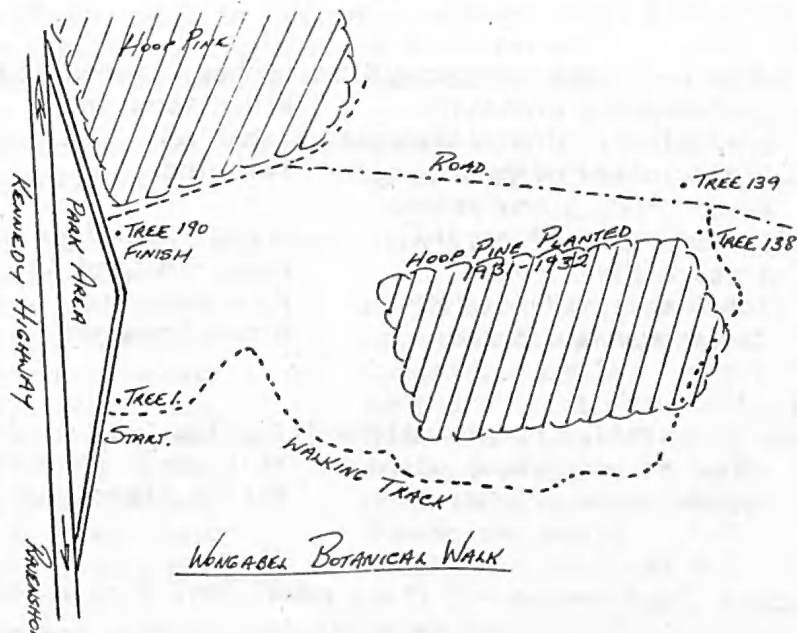 HOOP PINE
ROAD.
TREE 139
TREE 138
TREE 190
FINISH
HOOP PINE PLANTED
1931-1932
PARK AREA
KENNEDY HIGHWAY
TREE 1.
START.
WALKING TRACK
WONGABEL BOTANICAL WALK